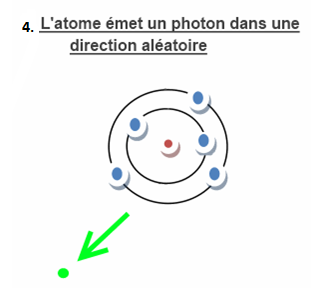 4. L'atome émet un photon dans une
direction aléatoire